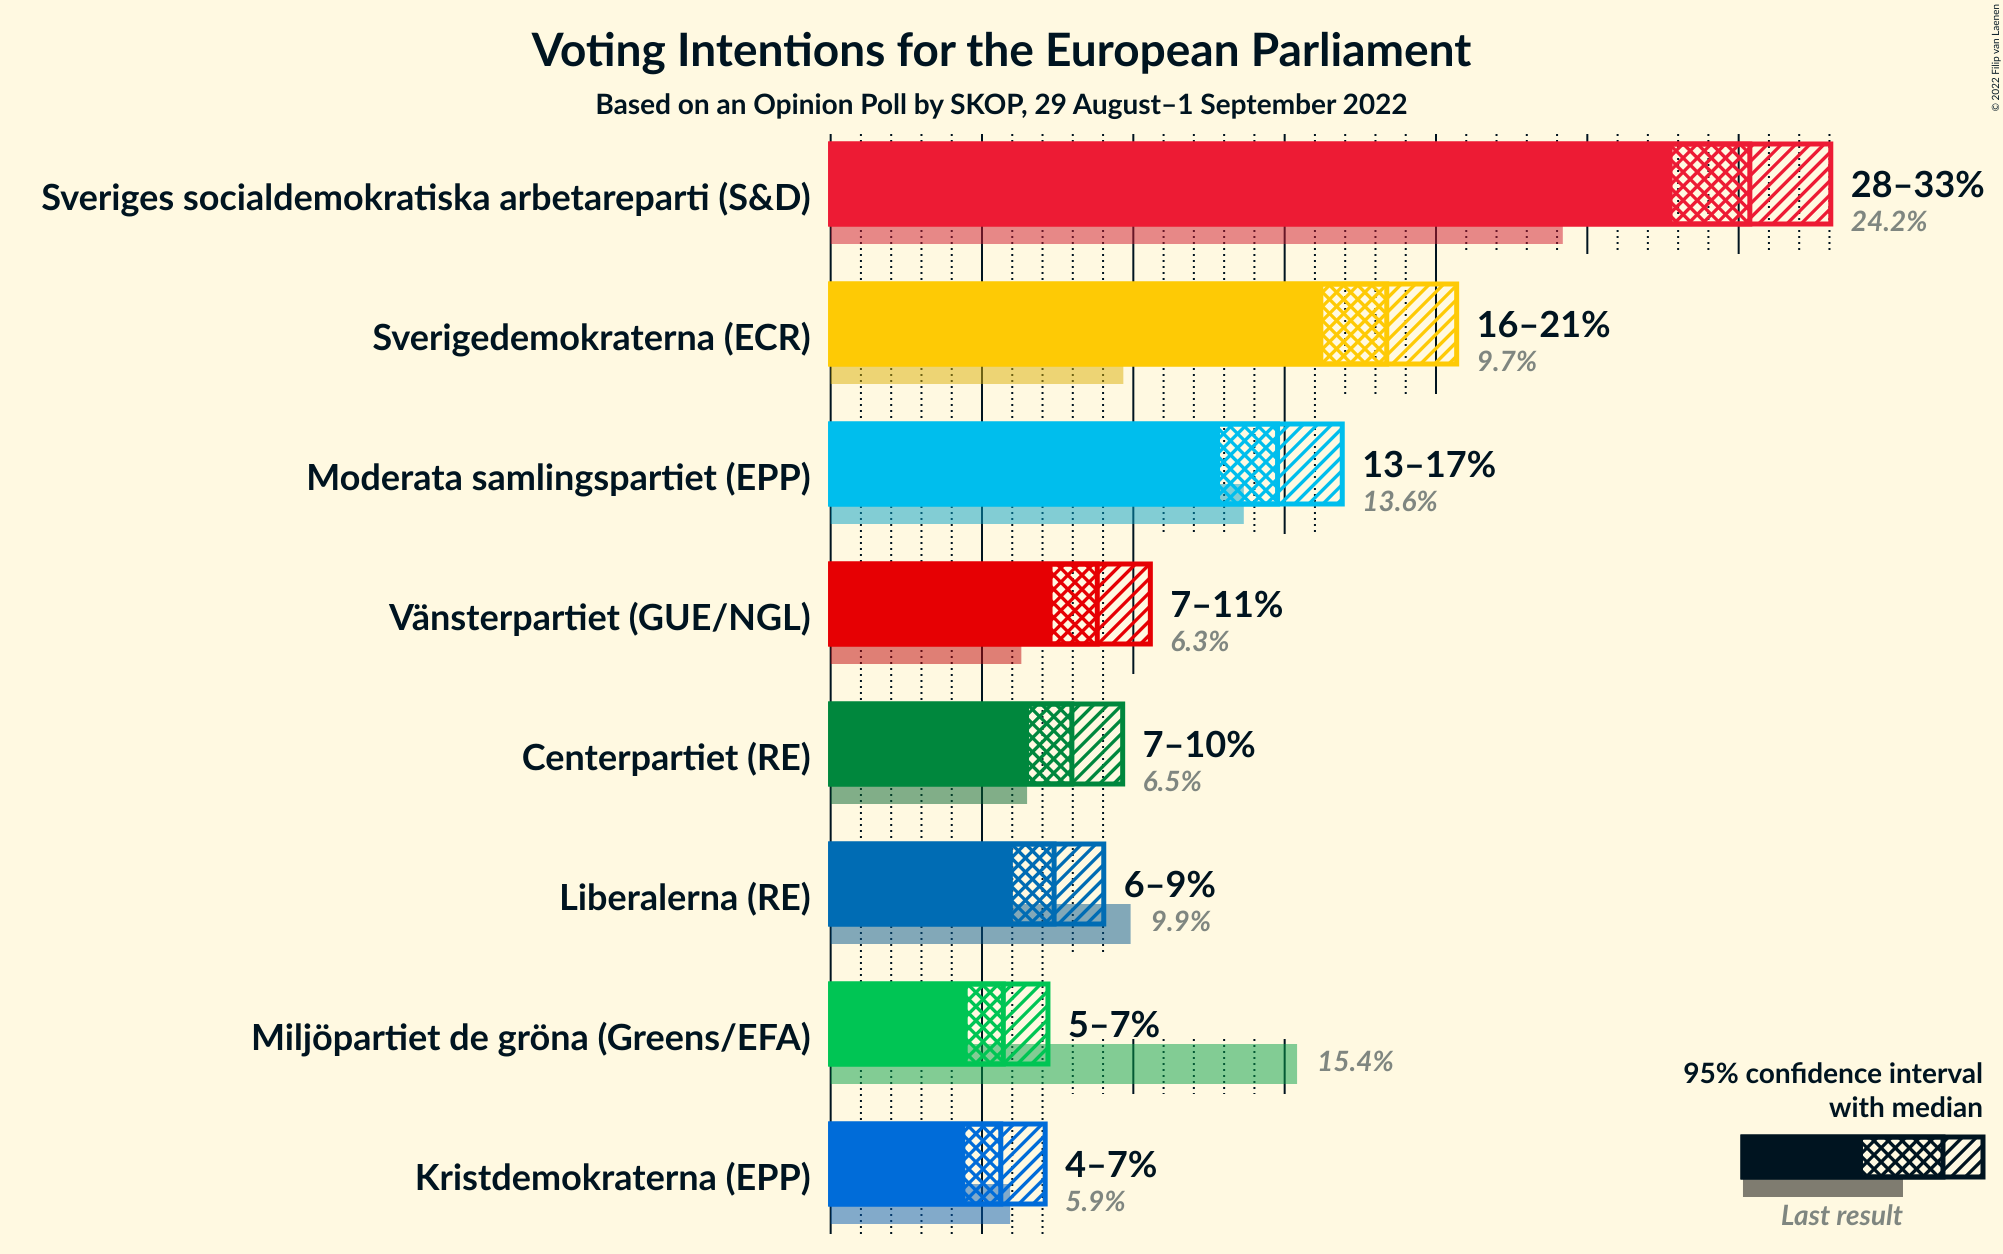 Voting Intentions for the European Parliament
Based on an Opinion Poll by SKOP, 29 August–1 September 2022
© 2022 Filip van Laenen
Sveriges socialdemokratiska arbetareparti (S&D)
28–33%
24.2%
Sverigedemokraterna (ECR)
16–21%
9.7%
Moderata samlingspartiet (EPP)
13–17%
13.6%
Vänsterpartiet (GUE/NGL)
7–11%
6.3%
Centerpartiet (RE)
7–10%
6.5%
Liberalerna (RE)
6–9%
9.9%
Miljöpartiet de gröna (Greens/EFA)
5–7%
15.4%
Kristdemokraterna (EPP)
4–7%
5.9%
95% confidence interval
with median
Last result